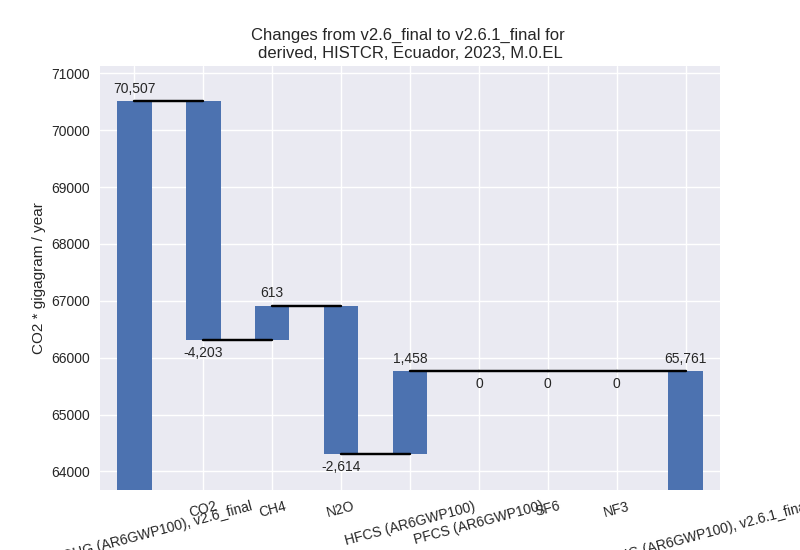 Changes from v2.6_final to v2.6.1_final for
derived, HISTCR, Ecuador, 2023, M.0.EL
71000
70000
69000
68000
67000
66000
65000
64000
CO2 * gigagram / year
70,507
-4,203
613
-2,614
1,458
0
0
0
65,761
(AR6GWP100), v2.6_final
CO2
CH4
N2O
HFCS (AR6GWP100)
PFCS (AR6GWP100)
SF6
NF3
(AR6GWP100), v2.6.1_fina